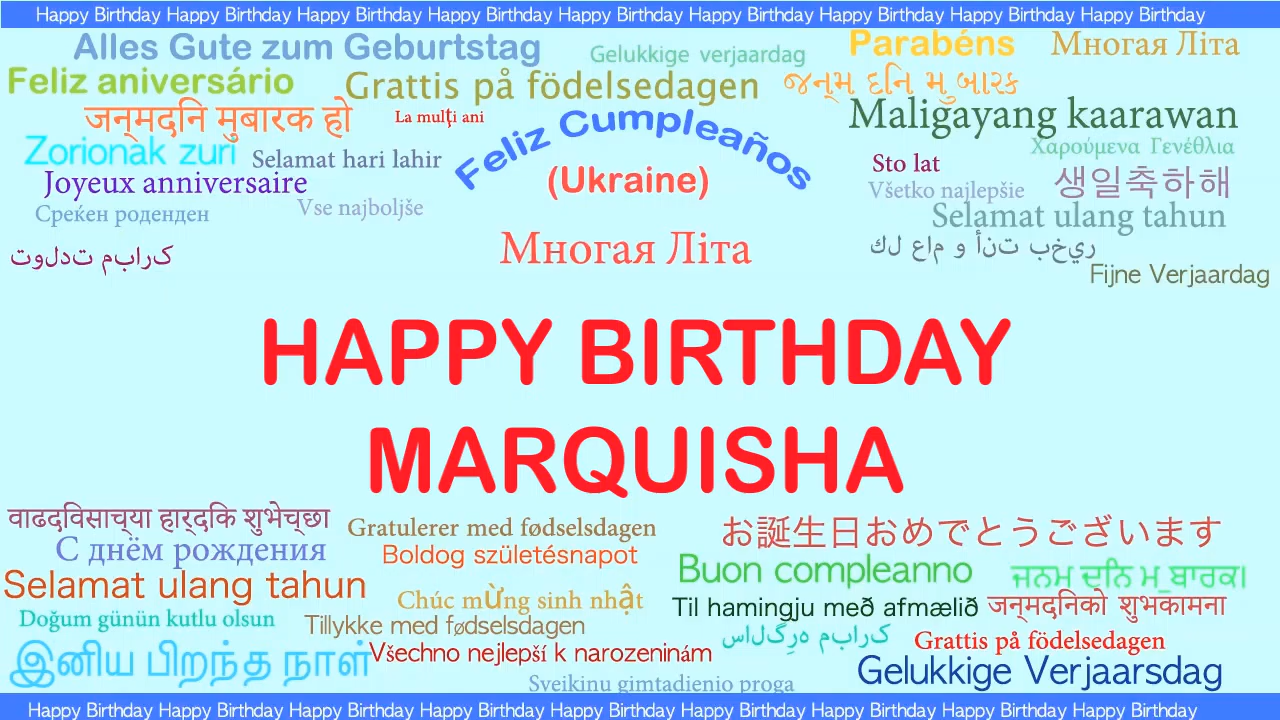 Happy Birthday Happy Birthday Happy Birthday Happy Birthday Happy Birthday Happy Birthday Happy Birthday Happy Birthday Happy Birthday
Alles Gute zum Geburtstag
Gelukkige verjaardag
Parabéns
Многая Літа
Feliz aniversário
Grattis på födelsedagen
જન્મ દિન મુબારક
जन्मदिन मुबारक हो
La mulţi ani
Feliz Cumpleaños
Maligayang kaarawan
Zorionak zuri
Selamat hari lahir
Χαρούμενα Γενέθλια
Joyeux anniversaire
(Ukraine)
Sto lat
Všetko najlepšie
생일축하해
Среќен роденден
Vse najboljše
Selamat ulang tahun
تولدت مبارک
Многая Літа
كل عام و أنت بخير
Fijne Verjaardag
HAPPY BIRTHDAY
MARQUISHA
वाढदिवसाच्या हार्दिक शुभेच्छा
Gratulerer med fødselsdagen
お誕生日おめでとうございます
С днём рождения
Boldog születésnapot
Selamat ulang tahun
Buon compleanno
ਜਨਮ ਦਿਨ ਮੁਬਾਰਕ।
Chúc mừng sinh nhật
Til hamingju með afmælið
जन्मदिनको शुभकामना
Doğum günün kutlu olsun
Tillykke med fødselsdagen
سالگرہ مبارک
Grattis på födelsedagen
இனிய பிறந்த நாள்
Všechno nejlepší k narozeninám
Gelukkige Verjaarsdag
Sveikinu gimtadienio proga
Happy Birthday Happy Birthday Happy Birthday Happy Birthday Happy Birthday Happy Birthday Happy Birthday Happy Birthday Happy Birthday